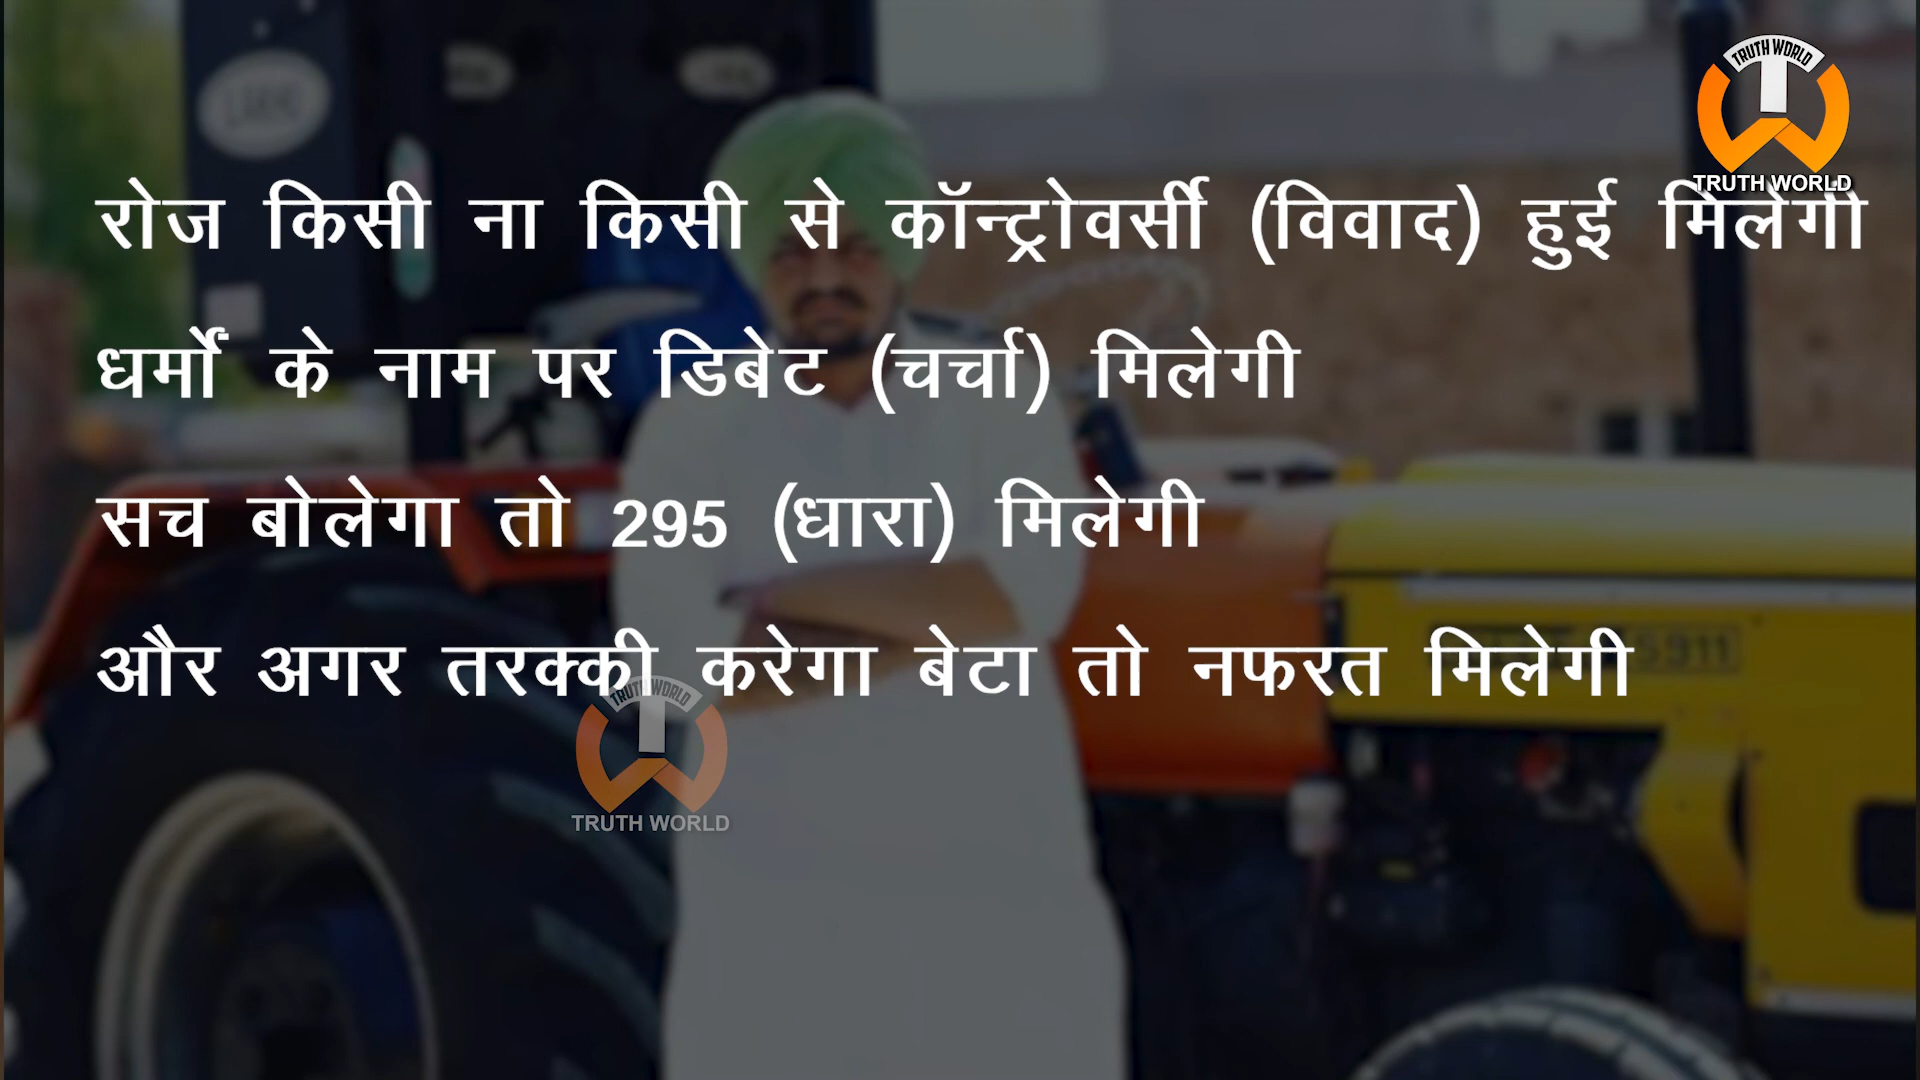 TRUTH WORLD
TRUTH WORLD
रोज किसी ना किसी से कॉन्ट्रोवर्सी (विवाद) हुई मिलेगी
धर्मों के नाम पर डिबेट (चर्चा) मिलेगी
सच बोलेगा तो 295 (धारा) मिलेगी
और अगर तरक्की करेगा बेटा तो नफरत मिलेगी
5911
TRUTH WORLD
TRUTH WORLD